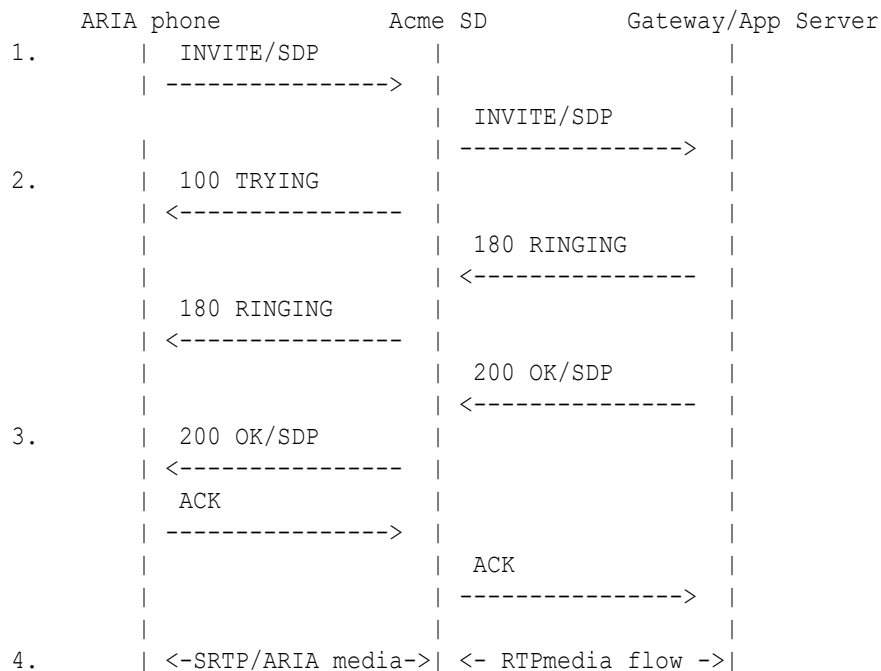 ARIA phone Acme SD Gateway/App Server
1. | INVITE/SDP | |
| ----------------> | |
| INVITE/SDP |
| | ----------------> |
2. | 100 TRYING | |
| <---------------- | |
| | 180 RINGING |
| | <---------------- |
| 180 RINGING | |
| <---------------- | |
| | 200 OK/SDP |
| | <---------------- |
3. | 200 OK/SDP | |
| <---------------- | |
| ACK | |
| ----------------> | |
| | ACK |
| | ----------------> |
| | |
4. | <-SRTP/ARIA media->| <- RTPmedia flow ->|